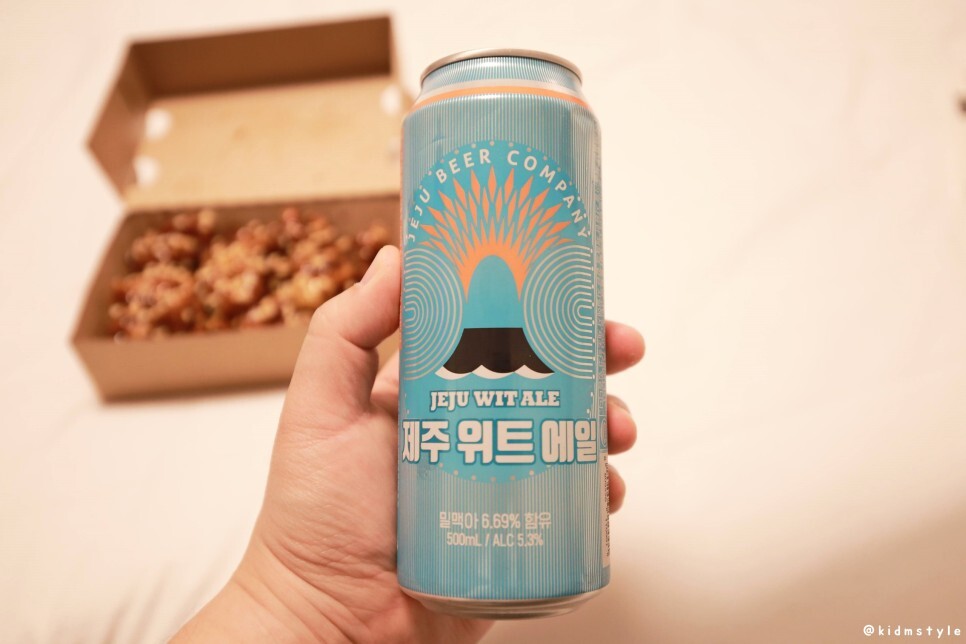 JEJU BEER COMPANY
JEJU WIT ALE
제주 위트 에일
밀맥아 6.69% 함유
500mL / ALC 5.3%
@kidmstyle